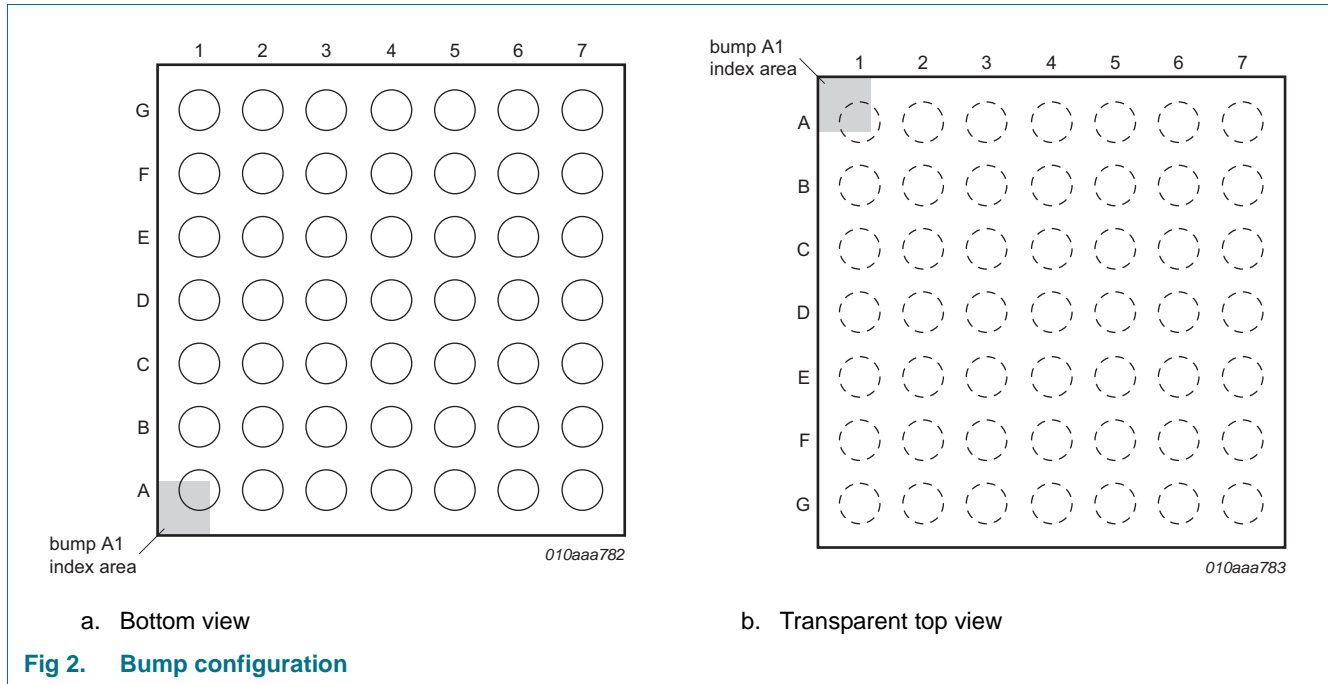 1 2 3 4 5 6 7
G
F
E
D
C
B
A
bump A1
index area
010aaa782
a. Bottom view
bump A1
index area
1 2 3 4 5 6 7
A
B
C
D
E
F
G
010aaa783
b. Transparent top view
Fig 2. Bump configuration